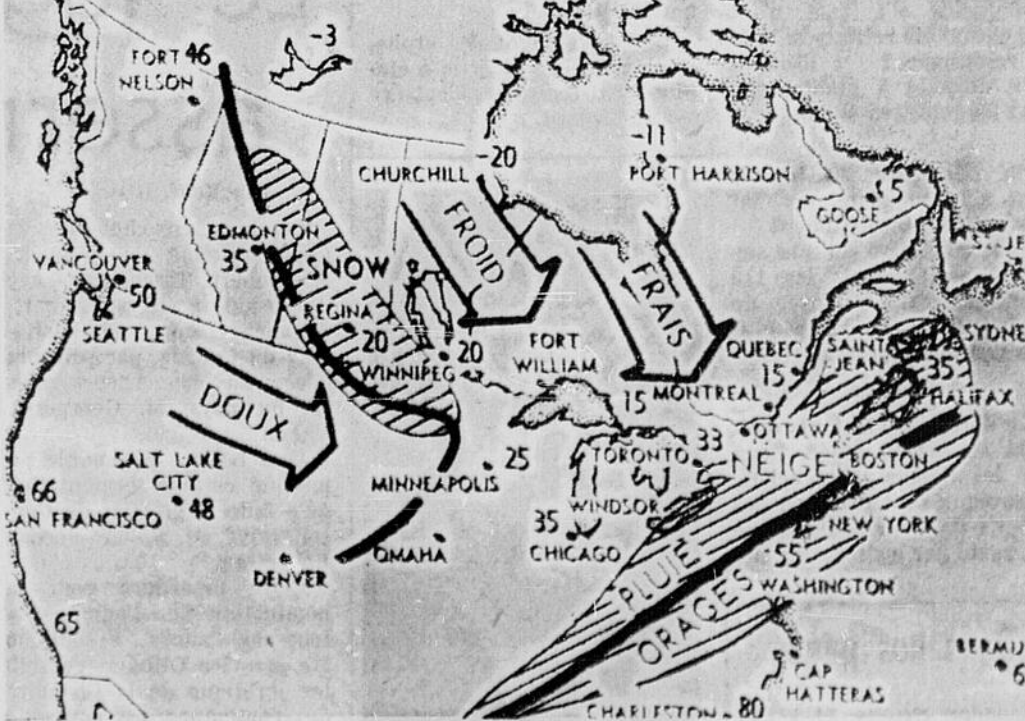 FORT 46
NELSON
-3
-20
CHURCHILL
-11
PORT HARRISON
5
GOOSE
EDMONTON
35
SNOW
FROID
FRAIS
VANCOUVER
50
SEATTLE
REGINA
20
WINNIPEG
20
FORT
WILLIAM
QUEBEC
15
SAINT
JEAN
SYDNE
35
HALIFAX
DOUX
15
MONTREAL
OTTAWA
33
TORONTO
NEIGE
BOSTON
SALT LAKE
CITY
48
25
MINNEAPOLIS
WINDSOR
66
SAN FRANCISCO
35
CHICAGO
NEW YORK
OMAHA
DENVER
PLUIE
55
WASHINGTON
ORAGES
65
BERMU
6
CAP
HATTERAS
CHARLESTON
80